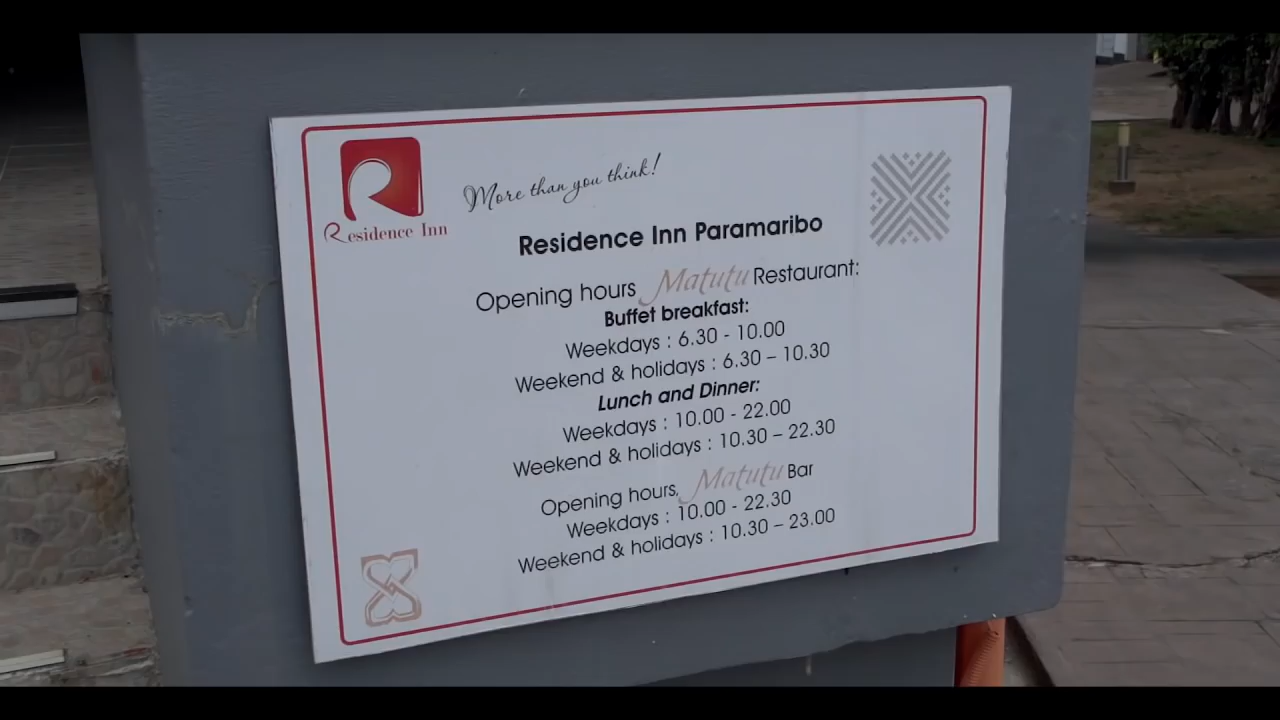 Residence Inn
More than you think!
Residence Inn Paramaribo
Opening hours Matutu Restaurant:
Buffet breakfast:
Weekdays : 6.30 - 10.00
Weekend & holidays : 6.30 – 10.30
Lunch and Dinner:
Weekdays : 10.00 - 22.00
Weekend & holidays : 10.30 – 22.30
Opening hours, Matutu Bar
Weekdays : 10.00 - 22.30
Weekend & holidays : 10.30 – 23.00